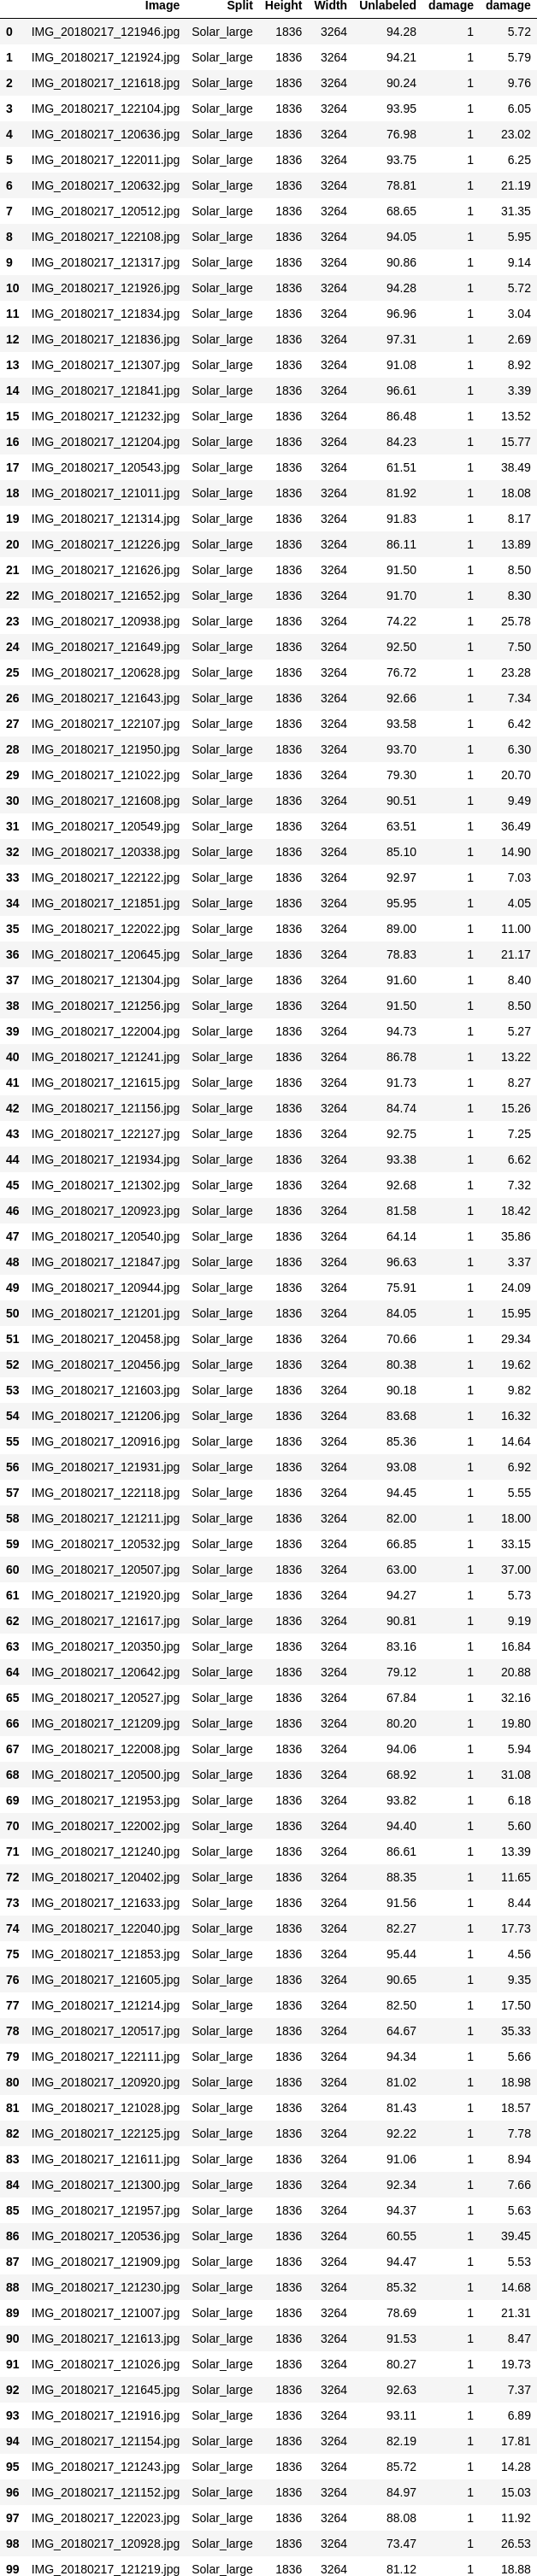 Image Split Height Width Unlabeled damage damage
0 IMG_20180217_121946.jpg Solar_large 1836 3264 94.28 1 5.72
1 IMG_20180217_121924.jpg Solar_large 1836 3264 94.21 1 5.79
2 IMG_20180217_121618.jpg Solar_large 1836 3264 90.24 1 9.76
3 IMG_20180217_122104.jpg Solar_large 1836 3264 93.95 1 6.05
4 IMG_20180217_120636.jpg Solar_large 1836 3264 76.98 1 23.02
5 IMG_20180217_122011.jpg Solar_large 1836 3264 93.75 1 6.25
6 IMG_20180217_120632.jpg Solar_large 1836 3264 78.81 1 21.19
7 IMG_20180217_120512.jpg Solar_large 1836 3264 68.65 1 31.35
8 IMG_20180217_122108.jpg Solar_large 1836 3264 94.05 1 5.95
9 IMG_20180217_121317.jpg Solar_large 1836 3264 90.86 1 9.14
10 IMG_20180217_121926.jpg Solar_large 1836 3264 94.28 1 5.72
11 IMG_20180217_121834.jpg Solar_large 1836 3264 96.96 1 3.04
12 IMG_20180217_121836.jpg Solar_large 1836 3264 97.31 1 2.69
13 IMG_20180217_121307.jpg Solar_large 1836 3264 91.08 1 8.92
14 IMG_20180217_121841.jpg Solar_large 1836 3264 96.61 1 3.39
15 IMG_20180217_121232.jpg Solar_large 1836 3264 86.48 1 13.52
16 IMG_20180217_121204.jpg Solar_large 1836 3264 84.23 1 15.77
17 IMG_20180217_120543.jpg Solar_large 1836 3264 61.51 1 38.49
18 IMG_20180217_121011.jpg Solar_large 1836 3264 81.92 1 18.08
19 IMG_20180217_121314.jpg Solar_large 1836 3264 91.83 1 8.17
20 IMG_20180217_121226.jpg Solar_large 1836 3264 86.11 1 13.89
21 IMG_20180217_121626.jpg Solar_large 1836 3264 91.50 1 8.50
22 IMG_20180217_121652.jpg Solar_large 1836 3264 91.70 1 8.30
23 IMG_20180217_120938.jpg Solar_large 1836 3264 74.22 1 25.78
24 IMG_20180217_121649.jpg Solar_large 1836 3264 92.50 1 7.50
25 IMG_20180217_120628.jpg Solar_large 1836 3264 76.72 1 23.28
26 IMG_20180217_121643.jpg Solar_large 1836 3264 92.66 1 7.34
27 IMG_20180217_122107.jpg Solar_large 1836 3264 93.58 1 6.42
28 IMG_20180217_121950.jpg Solar_large 1836 3264 93.70 1 6.30
29 IMG_20180217_121022.jpg Solar_large 1836 3264 79.30 1 20.70
30 IMG_20180217_121608.jpg Solar_large 1836 3264 90.51 1 9.49
31 IMG_20180217_120549.jpg Solar_large 1836 3264 63.51 1 36.49
32 IMG_20180217_120338.jpg Solar_large 1836 3264 85.10 1 14.90
33 IMG_20180217_122122.jpg Solar_large 1836 3264 92.97 1 7.03
34 IMG_20180217_121851.jpg Solar_large 1836 3264 95.95 1 4.05
35 IMG_20180217_122022.jpg Solar_large 1836 3264 89.00 1 11.00
36 IMG_20180217_120645.jpg Solar_large 1836 3264 78.83 1 21.17
37 IMG_20180217_121304.jpg Solar_large 1836 3264 91.60 1 8.40
38 IMG_20180217_121256.jpg Solar_large 1836 3264 91.50 1 8.50
39 IMG_20180217_122004.jpg Solar_large 1836 3264 94.73 1 5.27
40 IMG_20180217_121241.jpg Solar_large 1836 3264 86.78 1 13.22
41 IMG_20180217_121615.jpg Solar_large 1836 3264 91.73 1 8.27
42 IMG_20180217_121156.jpg Solar_large 1836 3264 84.74 1 15.26
43 IMG_20180217_122127.jpg Solar_large 1836 3264 92.75 1 7.25
44 IMG_20180217_121934.jpg Solar_large 1836 3264 93.38 1 6.62
45 IMG_20180217_121302.jpg Solar_large 1836 3264 92.68 1 7.32
46 IMG_20180217_120923.jpg Solar_large 1836 3264 81.58 1 18.42
47 IMG_20180217_120540.jpg Solar_large 1836 3264 64.14 1 35.86
48 IMG_20180217_121847.jpg Solar_large 1836 3264 96.63 1 3.37
49 IMG_20180217_120944.jpg Solar_large 1836 3264 75.91 1 24.09
50 IMG_20180217_121201.jpg Solar_large 1836 3264 84.05 1 15.95
51 IMG_20180217_120458.jpg Solar_large 1836 3264 70.66 1 29.34
52 IMG_20180217_120456.jpg Solar_large 1836 3264 80.38 1 19.62
53 IMG_20180217_121603.jpg Solar_large 1836 3264 90.18 1 9.82
54 IMG_20180217_121206.jpg Solar_large 1836 3264 83.68 1 16.32
55 IMG_20180217_120916.jpg Solar_large 1836 3264 85.36 1 14.64
56 IMG_20180217_121931.jpg Solar_large 1836 3264 93.08 1 6.92
57 IMG_20180217_122118.jpg Solar_large 1836 3264 94.45 1 5.55
58 IMG_20180217_121211.jpg Solar_large 1836 3264 82.00 1 18.00
59 IMG_20180217_120532.jpg Solar_large 1836 3264 66.85 1 33.15
60 IMG_20180217_120507.jpg Solar_large 1836 3264 63.00 1 37.00
61 IMG_20180217_121920.jpg Solar_large 1836 3264 94.27 1 5.73
62 IMG_20180217_121617.jpg Solar_large 1836 3264 90.81 1 9.19
63 IMG_20180217_120350.jpg Solar_large 1836 3264 83.16 1 16.84
64 IMG_20180217_120642.jpg Solar_large 1836 3264 79.12 1 20.88
65 IMG_20180217_120527.jpg Solar_large 1836 3264 67.84 1 32.16
66 IMG_20180217_121209.jpg Solar_large 1836 3264 80.20 1 19.80
67 IMG_20180217_122008.jpg Solar_large 1836 3264 94.06 1 5.94
68 IMG_20180217_120500.jpg Solar_large 1836 3264 68.92 1 31.08
69 IMG_20180217_121953.jpg Solar_large 1836 3264 93.82 1 6.18
70 IMG_20180217_122002.jpg Solar_large 1836 3264 94.40 1 5.60
71 IMG_20180217_121240.jpg Solar_large 1836 3264 86.61 1 13.39
72 IMG_20180217_120402.jpg Solar_large 1836 3264 88.35 1 11.65
73 IMG_20180217_121633.jpg Solar_large 1836 3264 91.56 1 8.44
74 IMG_20180217_122040.jpg Solar_large 1836 3264 82.27 1 17.73
75 IMG_20180217_121853.jpg Solar_large 1836 3264 95.44 1 4.56
76 IMG_20180217_121605.jpg Solar_large 1836 3264 90.65 1 9.35
77 IMG_20180217_121214.jpg Solar_large 1836 3264 82.50 1 17.50
78 IMG_20180217_120517.jpg Solar_large 1836 3264 64.67 1 35.33
79 IMG_20180217_122111.jpg Solar_large 1836 3264 94.34 1 5.66
80 IMG_20180217_120920.jpg Solar_large 1836 3264 81.02 1 18.98
81 IMG_20180217_121028.jpg Solar_large 1836 3264 81.43 1 18.57
82 IMG_20180217_122125.jpg Solar_large 1836 3264 92.22 1 7.78
83 IMG_20180217_121611.jpg Solar_large 1836 3264 91.06 1 8.94
84 IMG_20180217_121300.jpg Solar_large 1836 3264 92.34 1 7.66
85 IMG_20180217_121957.jpg Solar_large 1836 3264 94.37 1 5.63
86 IMG_20180217_120536.jpg Solar_large 1836 3264 60.55 1 39.45
87 IMG_20180217_121909.jpg Solar_large 1836 3264 94.47 1 5.53
88 IMG_20180217_121230.jpg Solar_large 1836 3264 85.32 1 14.68
89 IMG_20180217_121007.jpg Solar_large 1836 3264 78.69 1 21.31
90 IMG_20180217_121613.jpg Solar_large 1836 3264 91.53 1 8.47
91 IMG_20180217_121026.jpg Solar_large 1836 3264 80.27 1 19.73
92 IMG_20180217_121645.jpg Solar_large 1836 3264 92.63 1 7.37
93 IMG_20180217_121916.jpg Solar_large 1836 3264 93.11 1 6.89
94 IMG_20180217_121154.jpg Solar_large 1836 3264 82.19 1 17.81
95 IMG_20180217_121243.jpg Solar_large 1836 3264 85.72 1 14.28
96 IMG_20180217_121152.jpg Solar_large 1836 3264 84.97 1 15.03
97 IMG_20180217_122023.jpg Solar_large 1836 3264 88.08 1 11.92
98 IMG_20180217_120928.jpg Solar_large 1836 3264 73.47 1 26.53
99 IMG_20180217_121219.jpg Solar_large 1836 3264 81.12 1 18.88